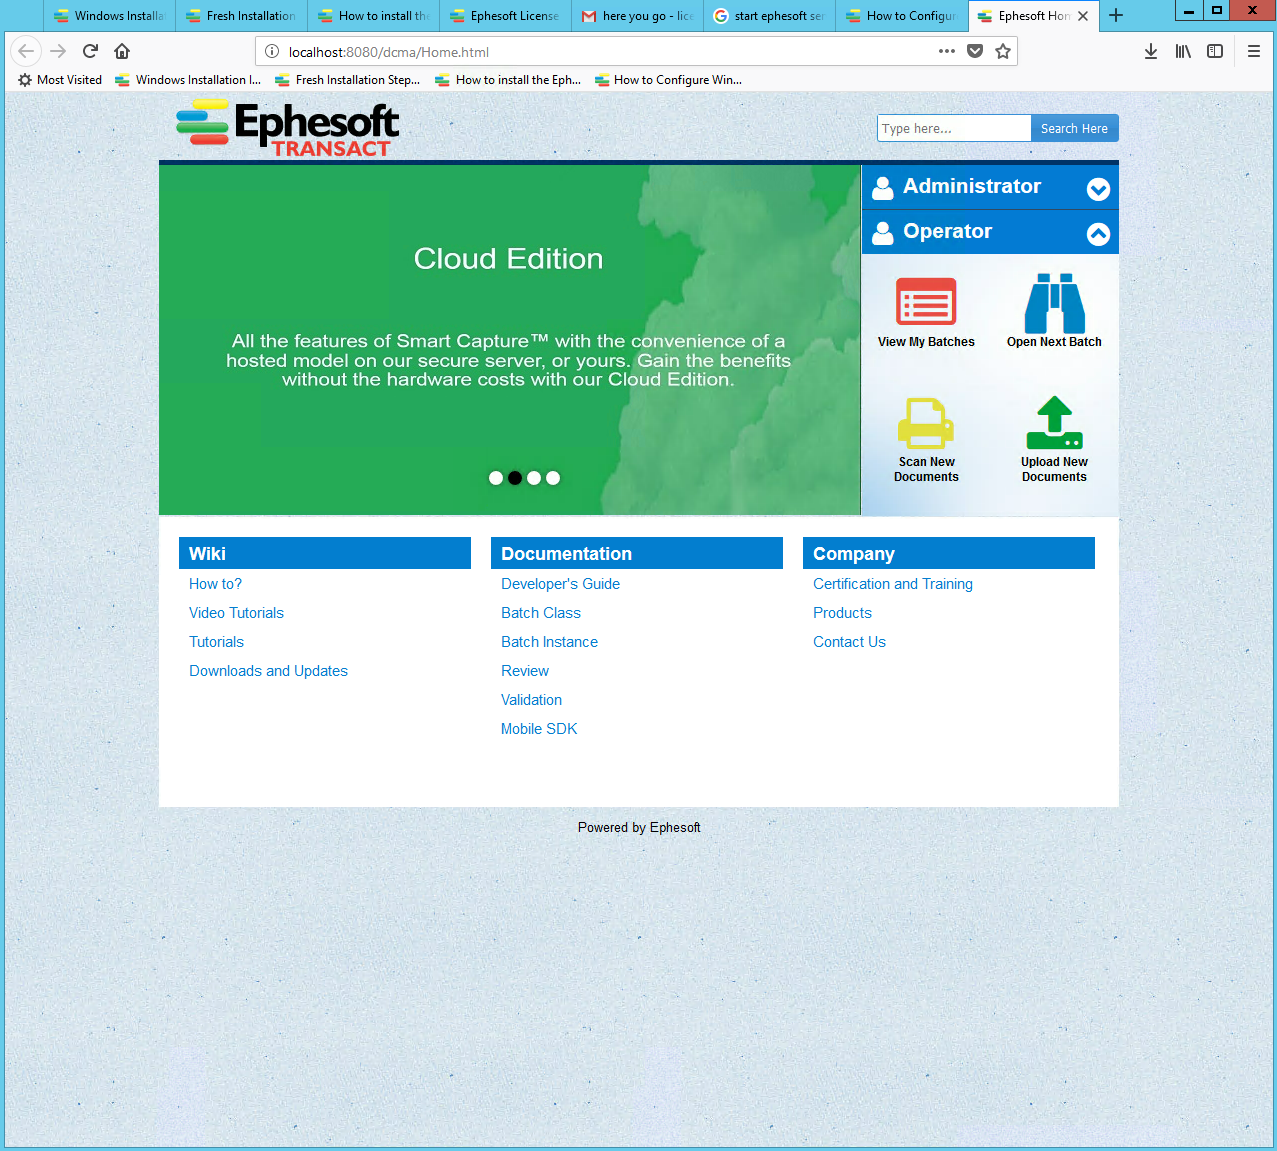 Windows Installa
Fresh Installation
How to install the
Ephesoft License
here you go - lice
start ephesoft ser
How to Configur
Ephesoft Hom
localhost:8080/dcma/Home.html
Most Visited
Windows Installation I...
Fresh Installation Step...
How to install the Eph...
How to Configure Win...
Ephesoft
TRANSACT
Type here...
Search Here
Cloud Edition
All the features of Smart Capture™ with the convenience of a
hosted model on our secure server, or yours. Gain the benefits
without the hardware costs with our Cloud Edition.
Administrator
Operator
View My Batches
Open Next Batch
Scan New
Documents
Upload New
Documents
Wiki
How to?
Video Tutorials
Tutorials
Downloads and Updates
Documentation
Developer's Guide
Batch Class
Batch Instance
Review
Validation
Mobile SDK
Company
Certification and Training
Products
Contact Us
Powered by Ephesoft